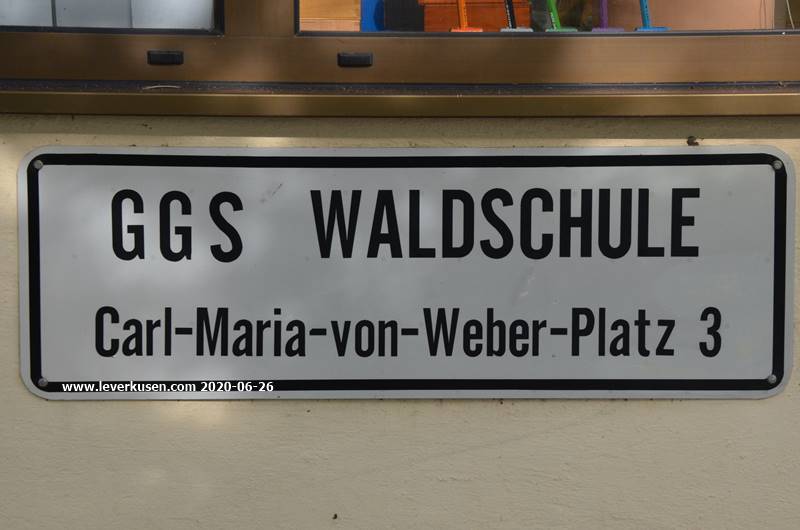 GGS WALDSCHULE
Carl-Maria-von-Weber-Platz 3
www.leverkusen.com 2020-06-26